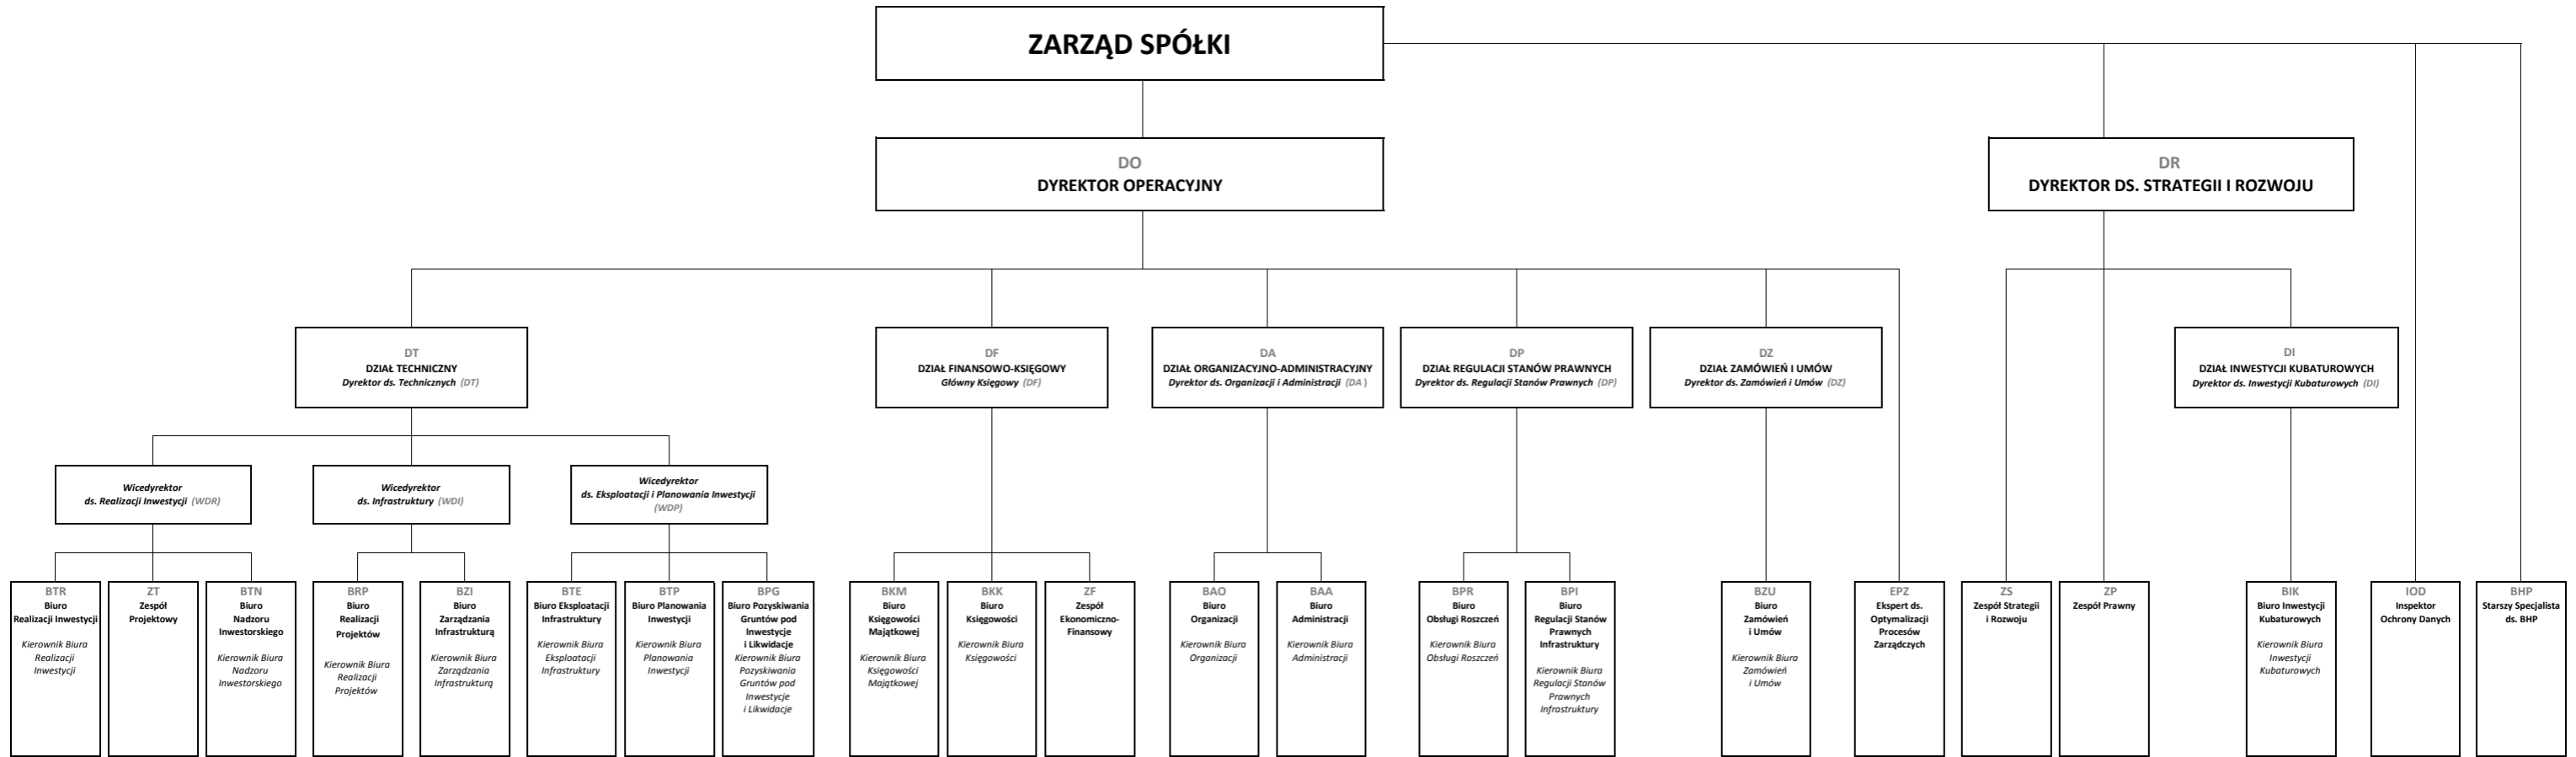 ZARZĄD SPÓŁKI
DO
DYREKTOR OPERACYJNY
DR
DYREKTOR DS. STRATEGII I ROZWOJU
DT
DZIAŁ TECHNICZNY
Dyrektor ds. Technicznych (DT)
DF
DZIAŁ FINANSOWO-KSIĘGOWY
Główny Księgowy (DF)
DA
DZIAŁ ORGANIZACYJNO-ADMINISTRACYJNY
Dyrektor ds. Organizacji i Administracji (DA )
DP
DZIAŁ REGULACJI STANÓW PRAWNYCH
Dyrektor ds. Regulacji Stanów Prawnych (DP)
DZ
DZIAŁ ZAMÓWIEŃ I UMÓW
Dyrektor ds. Zamówień i Umów (DZ)
DI
DZIAŁ INWESTYCJI KUBATUROWYCH
Dyrektor ds. Inwestycji Kubaturowych (DI)
Wicedyrektor
ds. Realizacji Inwestycji (WDR)
Wicedyrektor
ds. Infrastruktury (WDI)
Wicedyrektor
ds. Eksploatacji i Planowania Inwestycji
(WDP)
BTR
Biuro
Realizacji Inwestycji
Kierownik Biura
Realizacji
Inwestycji
ZT
Zespół
Projektowy
BTN
Biuro
Nadzoru
Inwestorskiego
Kierownik Biura
Nadzoru
Inwestorskiego
BRP
Biuro
Realizacji
Projektów
Kierownik Biura
Realizacji
Projektów
BZI
Biuro
Zarządzania
Infrastrukturą
Kierownik Biura
Zarządzania
Infrastrukturą
BTE
Biuro Eksploatacji
Infrastruktury
Kierownik Biura
Eksploatacji
Infrastruktury
BTP
Biuro Planowania
Inwestycji
Kierownik Biura
Planowania
Inwestycji
BPG
Biuro Pozyskiwania
Gruntów pod
Inwestycje
i Likwidacje
Kierownik Biura
Pozyskiwania
Gruntów pod
Inwestycje
i Likwidacje
BKM
Biuro
Księgowości
Majątkowej
Kierownik Biura
Księgowości
Majątkowej
BKK
Biuro
Księgowości
Kierownik Biura
Księgowości
ZF
Zespół
Ekonomiczno-
Finansowy
BAO
Biuro
Organizacji
Kierownik Biura
Organizacji
BAA
Biuro
Administracji
Kierownik Biura
Administracji
BPR
Biuro
Obsługi Roszczeń
Kierownik Biura
Obsługi Roszczeń
BPI
Biuro
Regulacji Stanów
Prawnych
Infrastruktury
Kierownik Biura
Regulacji Stanów
Prawnych
Infrastruktury
BZU
Biuro
Zamówień
i Umów
Kierownik Biura
Zamówień
i Umów
EPZ
Ekspert ds.
Optymalizacji
Procesów
Zarządczych
ZS
Zespół Strategii
i Rozwoju
ZP
Zespół Prawny
BIK
Biuro Inwestycji
Kubaturowych
Kierownik Biura
Inwestycji
Kubaturowych
IOD
Inspektor
Ochrony Danych
BHP
Starszy Specjalista
ds. BHP